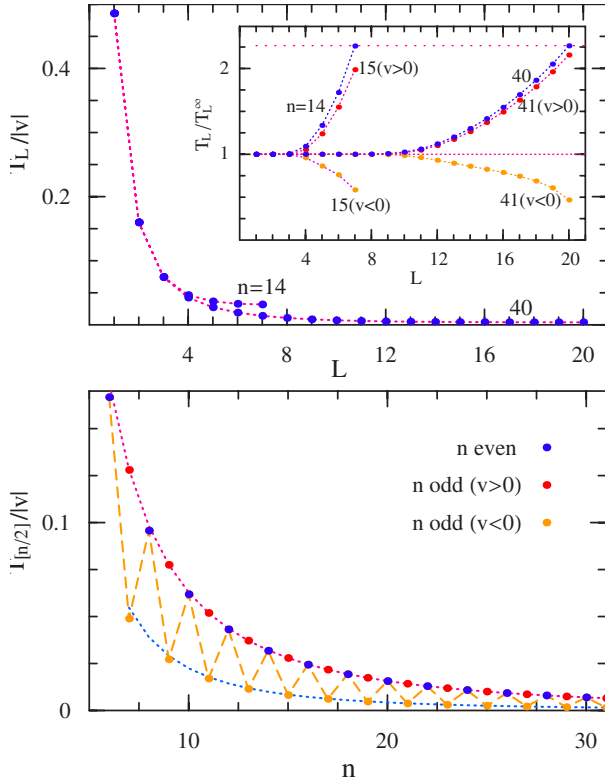 0.4
0.2
T_L/|v|
n=14
40
4
8
12
16
20
L
2
1
T_L/T_L^∞
n=14
15(v>0)
15(v<0)
40
41(v>0)
41(v<0)
4
8
12
16
20
L
0.1
0
T_[n/2]/|v|
n even
n odd (v>0)
n odd (v<0)
10
20
30
n